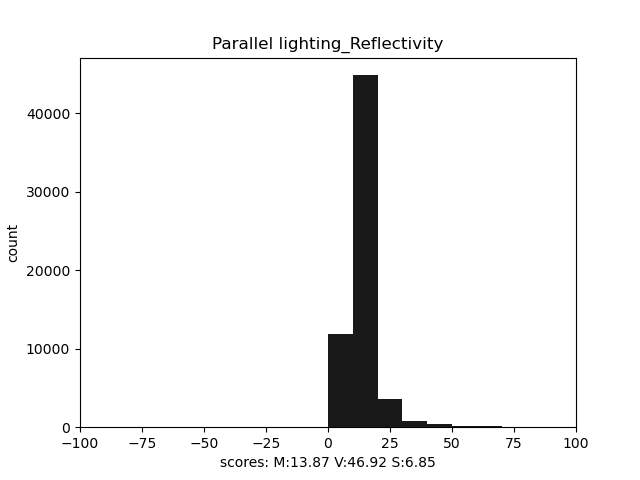 Parallel lighting_Reflectivity
count
40000
30000
20000
10000
0
−100 −75 −50 −25 0 25 50 75 100
scores: M:13.87 V:46.92 S:6.85